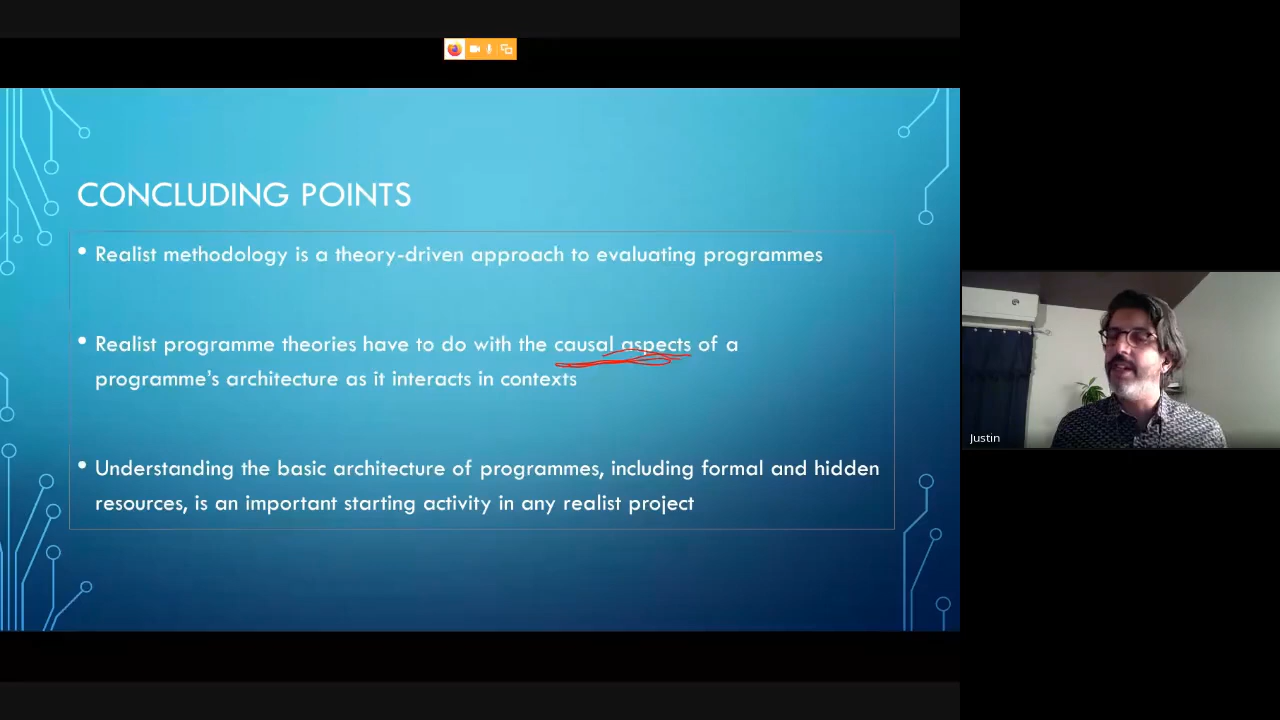 CONCLUDING POINTS
• Realist methodology is a theory-driven approach to evaluating programmes
• Realist programme theories have to do with the causal aspects of a
programme's architecture as it interacts in contexts
• Understanding the basic architecture of programmes, including formal and hidden
resources, is an important starting activity in any realist project
Justin